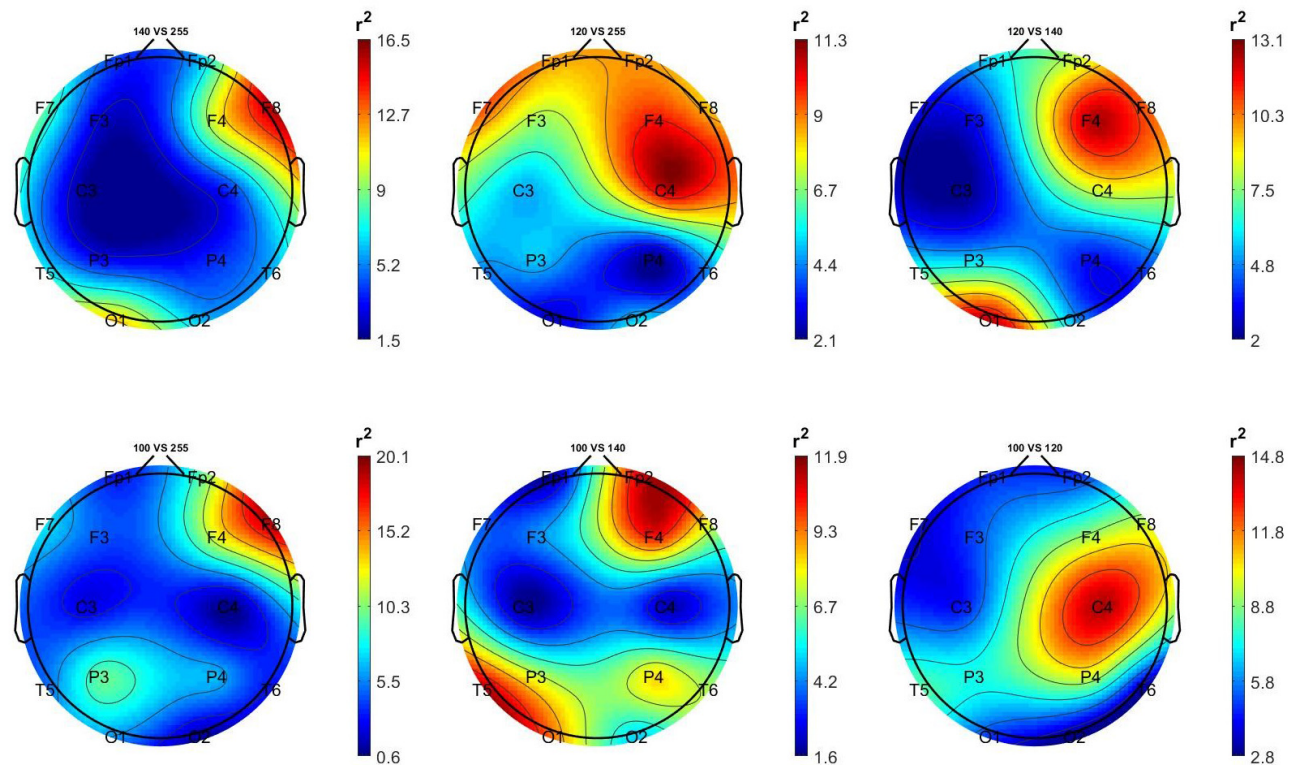 140 VS 255
Fp1 Fp2
F7 F3 F4 F8
C3 C4
T5 P3 P4 T6
O1 O2
r²
16.5
12.7
9
5.2
1.5
120 VS 255
Fp1 Fp2
F7 F3 F4 F8
C3 C4
T5 P3 P4 T6
O1 O2
r²
11.3
9
6.7
4.4
2.1
120 VS 140
Fp1 Fp2
F7 F3 F4 F8
C3 C4
T5 P3 P4 T6
O1 O2
r²
13.1
10.3
7.5
4.8
2
100 VS 255
Fp1 Fp2
F7 F3 F4 F8
C3 C4
T5 P3 P4 T6
O1 O2
r²
20.1
15.2
10.3
5.5
0.6
100 VS 140
Fp1 Fp2
F7 F3 F4 F8
C3 C4
T5 P3 P4 T6
O1 O2
r²
11.9
9.3
6.7
4.2
1.6
100 VS 120
Fp1 Fp2
F7 F3 F4 F8
C3 C4
T5 P3 P4 T6
O1 O2
r²
14.8
11.8
8.8
5.8
2.8